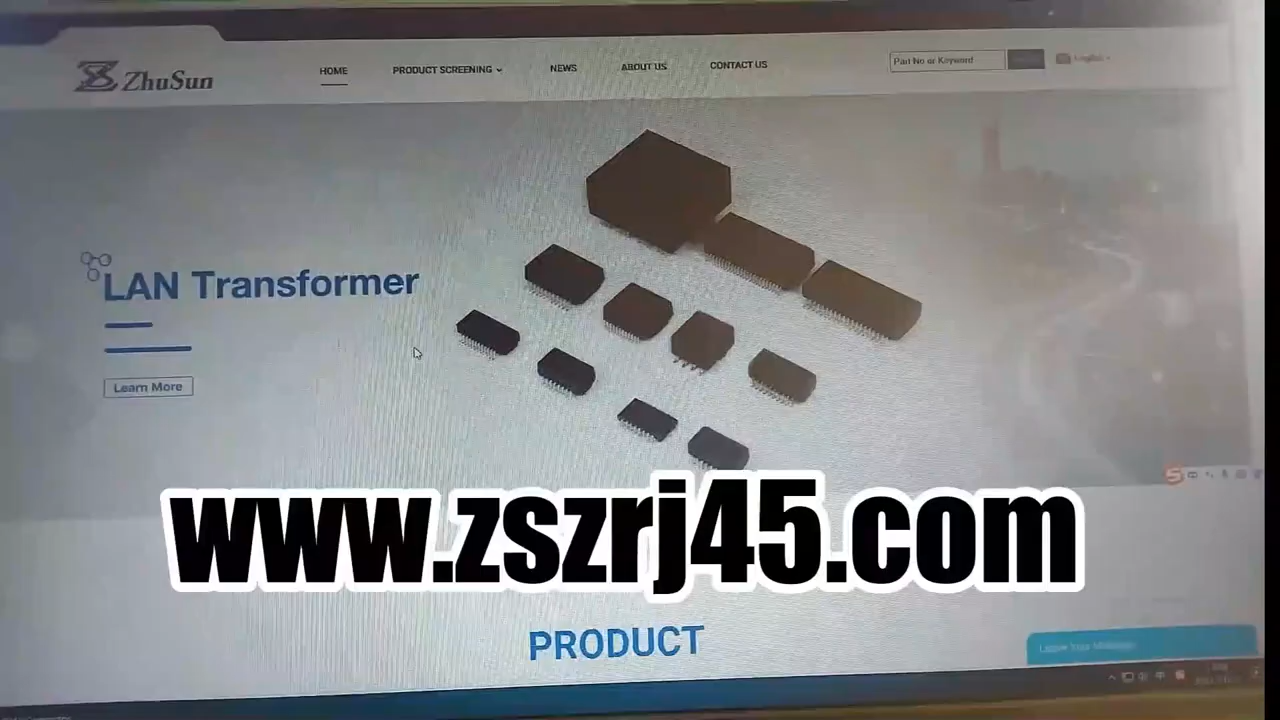 ZhuSun
HOME
PRODUCT SCREENING
NEWS
ABOUT US
CONTACT US
Part No or Keyword
English
LAN Transformer
Learn More
www.zszrj45.com
PRODUCT